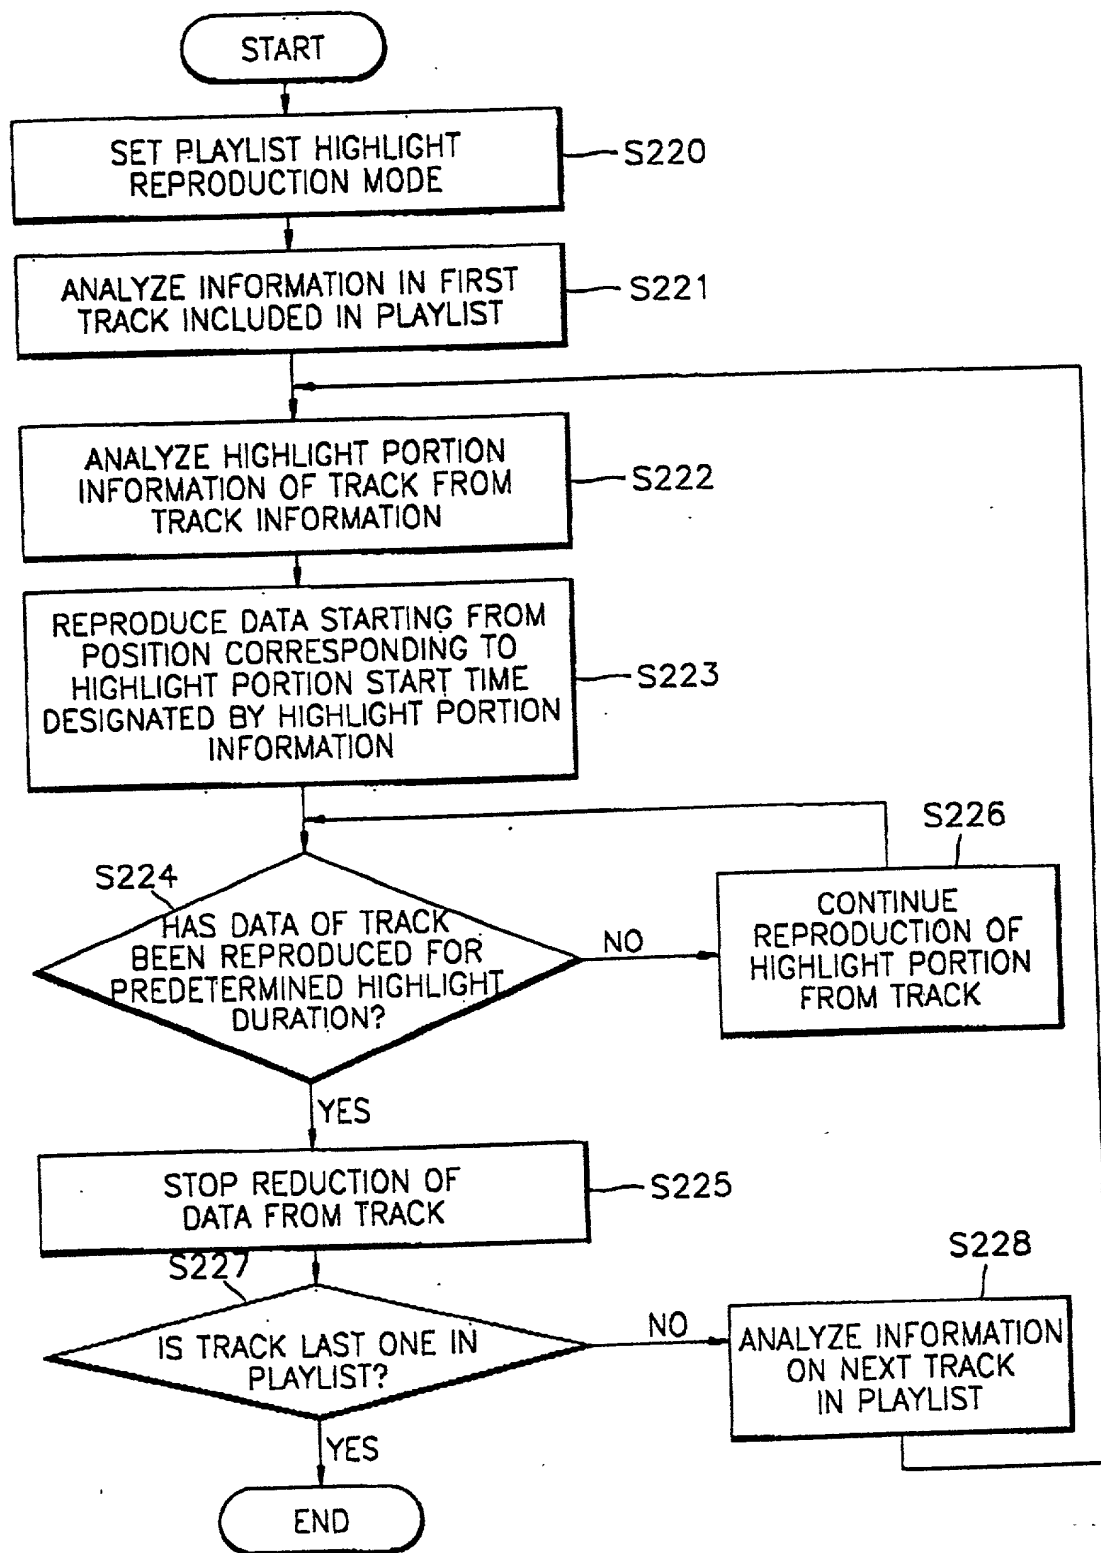 START
SET PLAYLIST HIGHLIGHT
REPRODUCTION MODE
S220
ANALYZE INFORMATION IN FIRST
TRACK INCLUDED IN PLAYLIST
S221
ANALYZE HIGHLIGHT PORTION
INFORMATION OF TRACK FROM
TRACK INFORMATION
S222
REPRODUCE DATA STARTING FROM
POSITION CORRESPONDING TO
HIGHLIGHT PORTION START TIME
DESIGNATED BY HIGHLIGHT PORTION
INFORMATION
S223
S224
HAS DATA OF TRACK
BEEN REPRODUCED FOR
PREDETERMINED HIGHLIGHT
DURATION?
NO
S226
CONTINUE
REPRODUCTION OF
HIGHLIGHT PORTION
FROM TRACK
YES
STOP REDUCTION OF
DATA FROM TRACK
S225
S227
IS TRACK LAST ONE IN
PLAYLIST?
NO
S228
ANALYZE INFORMATION
ON NEXT TRACK
IN PLAYLIST
YES
END